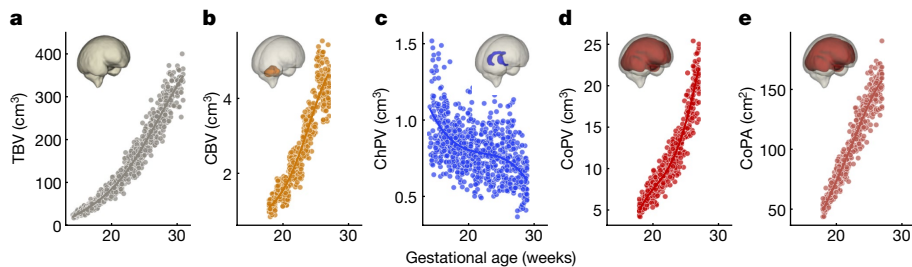 a
b
c
d
e
TBV (cm³)
400
300
200
100
0
20
30
CBV (cm³)
4
2
20
30
ChPV (cm³)
1.5
1.0
0.5
20
30
CoPV (cm³)
25
20
15
10
5
20
30
CoPA (cm²)
150
100
50
20
30
Gestational age (weeks)